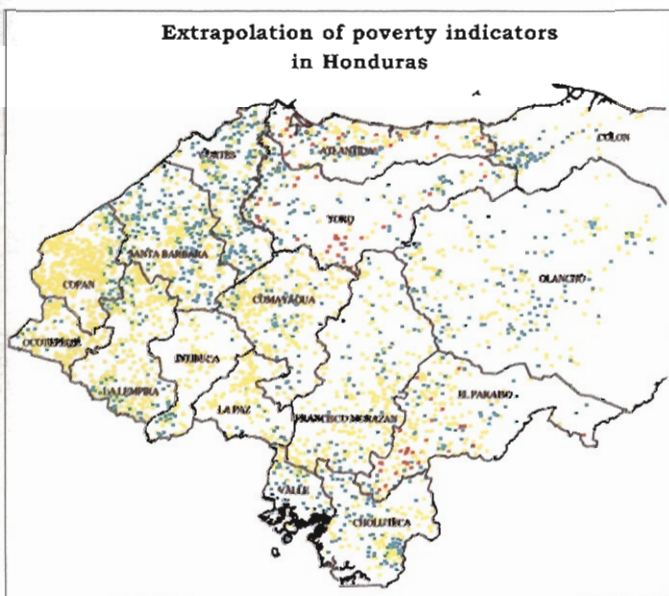 Extrapolation of poverty indicators
in Honduras
COLON
CORTES
ATLANTIDA
YORO
SANTA BARBARA
OLANCHO
COPAN
COMAYAGUA
OCOTEPEQUE
INTIBUCA
LA LEMPIRA
EL PARAISO
LA PAZ
FRANCISCO MORAZAN
VALLE
CHOLUTECA